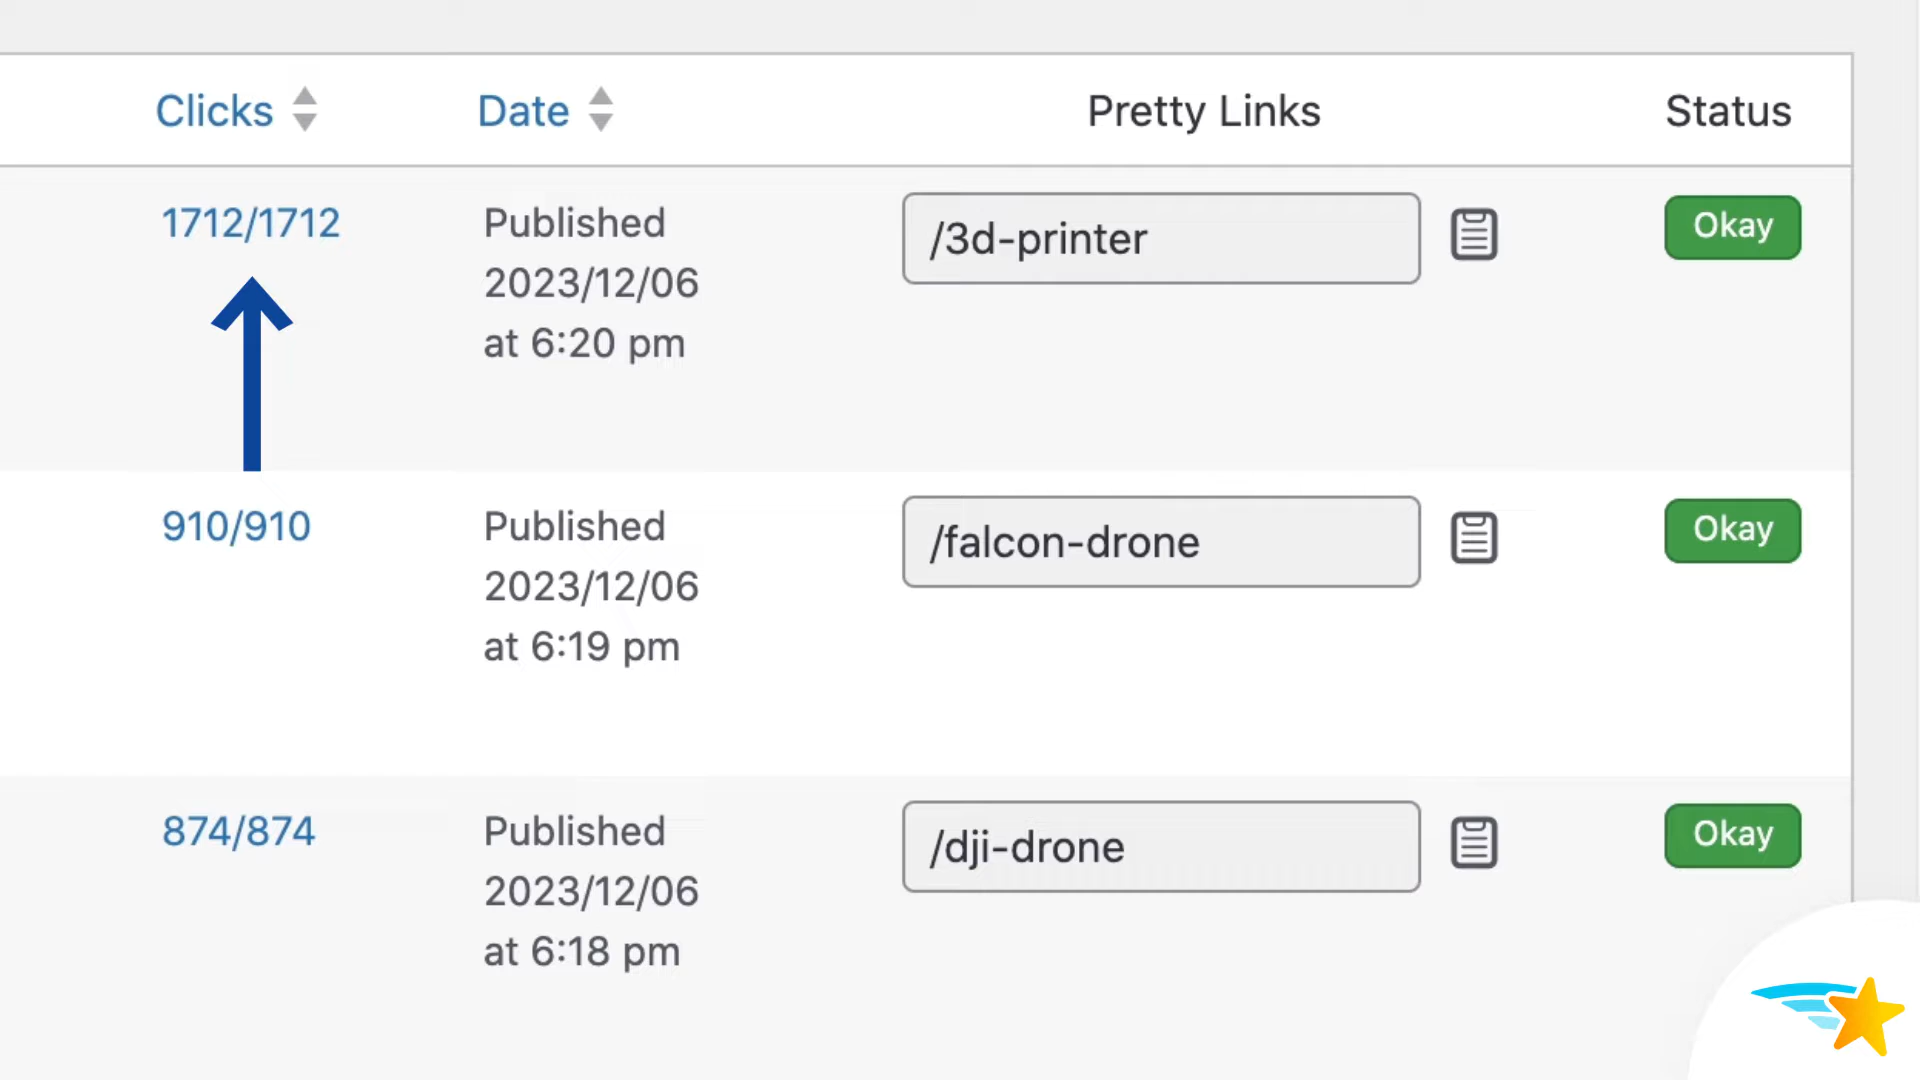 Clicks Date Pretty Links Status
1712/1712 Published /3d-printer Okay
2023/12/06
at 6:20 pm
910/910 Published /falcon-drone Okay
2023/12/06
at 6:19 pm
874/874 Published /dji-drone Okay
2023/12/06
at 6:18 pm